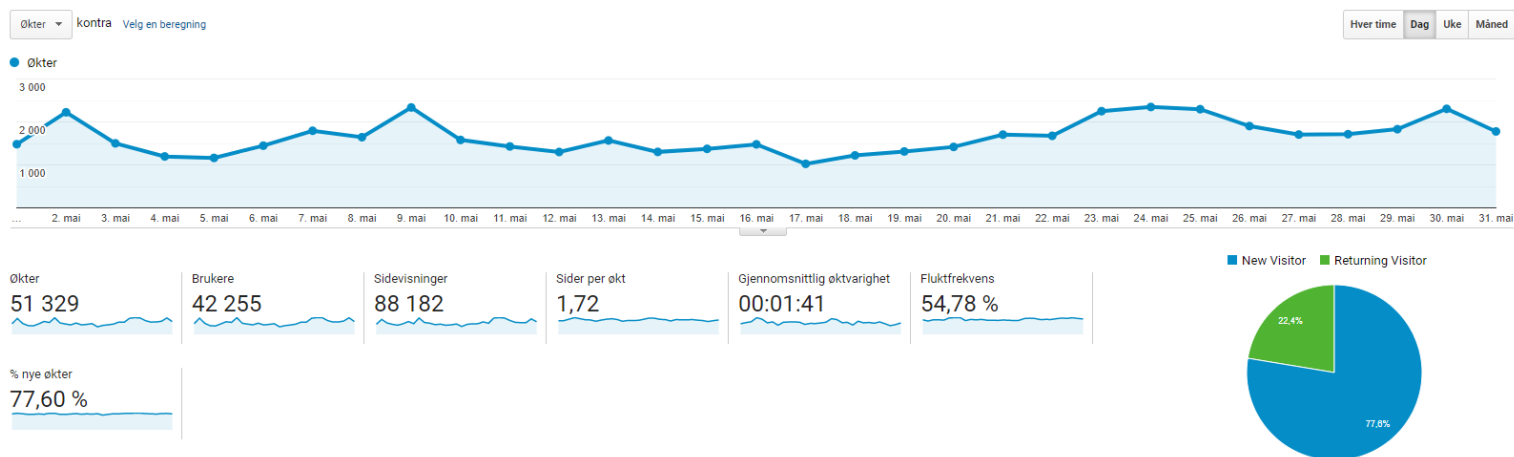 Økter kontra Velg en beregning
Hver time Dag Uke Måned
Økter
3 000
2 000
1 000
... 2. mai 3. mai 4. mai 5. mai 6. mai 7. mai 8. mai 9. mai 10. mai 11. mai 12. mai 13. mai 14. mai 15. mai 16. mai 17. mai 18. mai 19. mai 20. mai 21. mai 22. mai 23. mai 24. mai 25. mai 26. mai 27. mai 28. mai 29. mai 30. mai 31. mai
New Visitor Returning Visitor
Økter Brukere Sidevisninger Sider per økt Gjennomsnittlig øktvarighet Fluktfrekvens
51 329 42 255 88 182 1,72 00:01:41 54,78 %
22,4%
% nye økter
77,60 %
77,6%